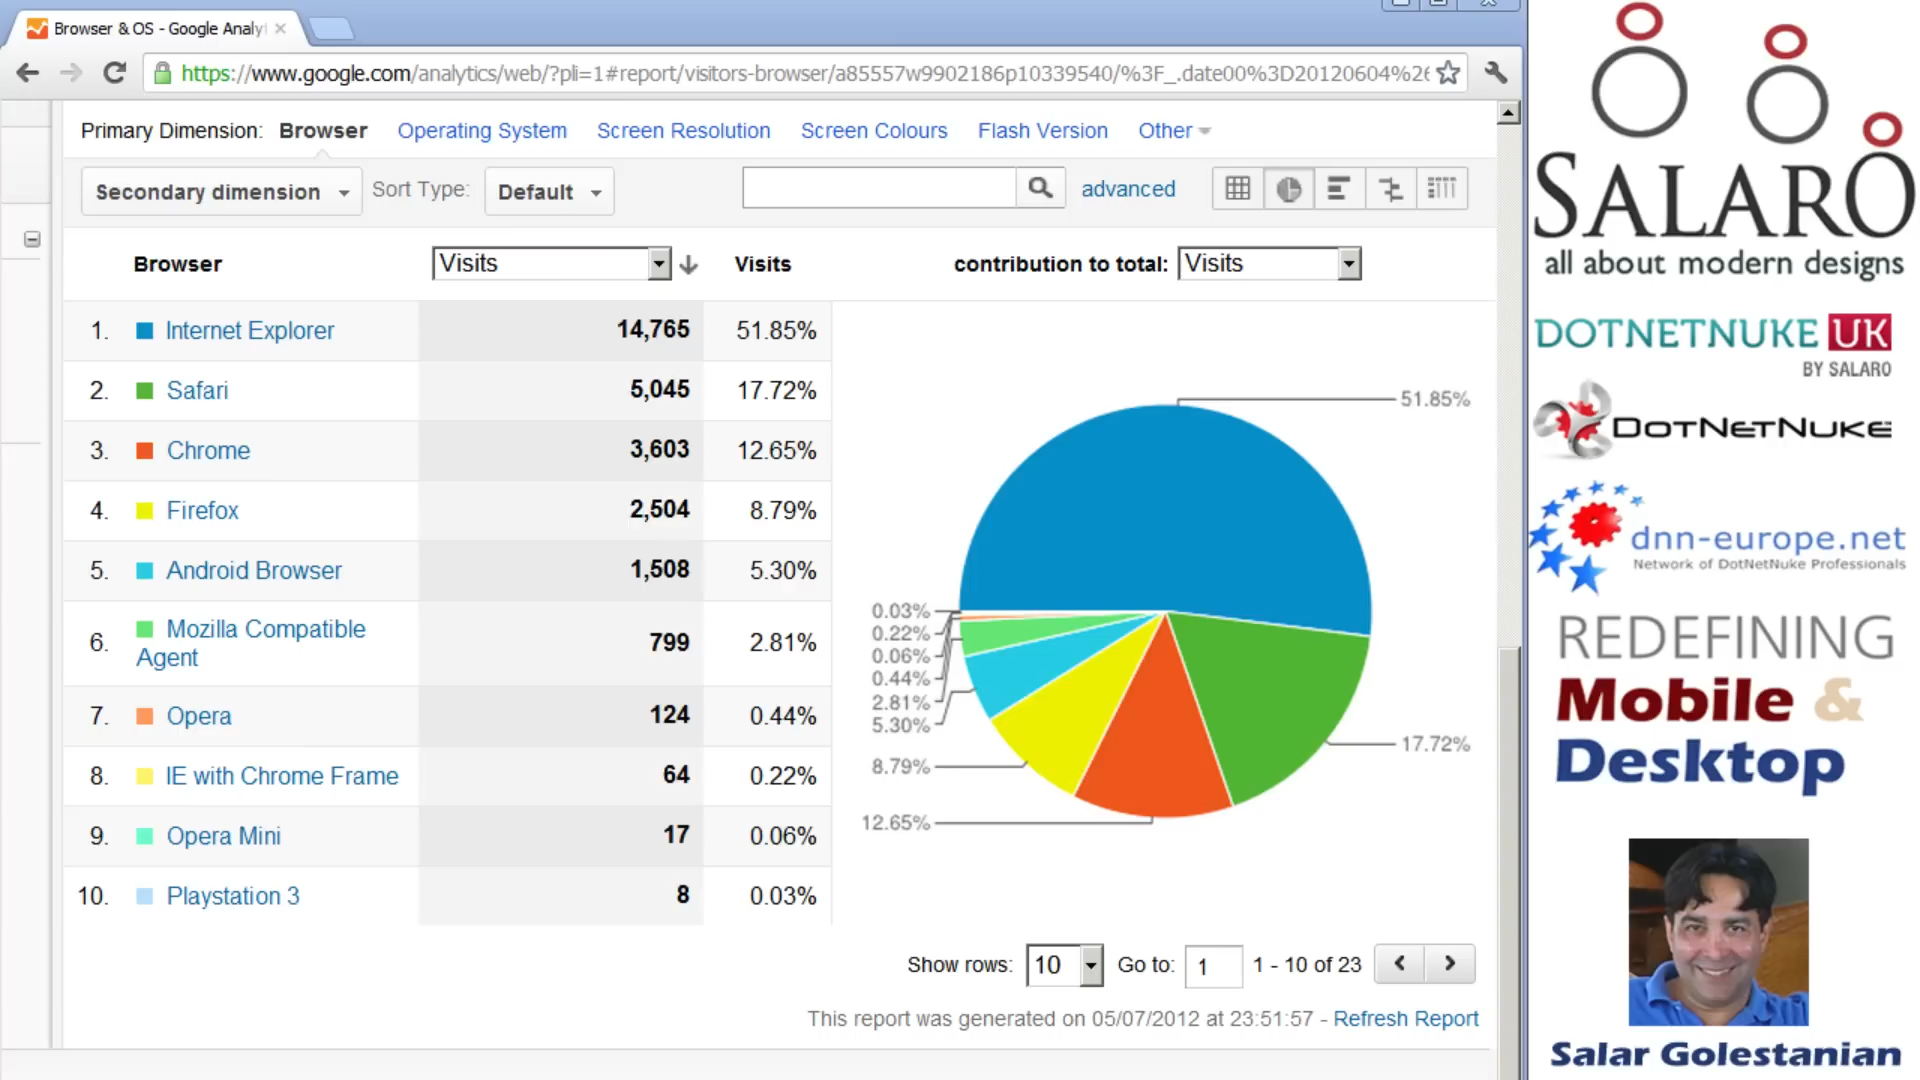 Browser & OS - Google Analyt
https://www.google.com/analytics/web/?pli=1#report/visitors-browser/a85557w9902186p10339540/%3F_.date00%3D20120604%26
Primary Dimension: Browser Operating System Screen Resolution Screen Colours Flash Version Other
Secondary dimension Sort Type: Default advanced
Browser Visits Visits contribution to total: Visits
1. Internet Explorer 14,765 51.85%
2. Safari 5,045 17.72%
3. Chrome 3,603 12.65%
4. Firefox 2,504 8.79%
5. Android Browser 1,508 5.30%
6. Mozilla Compatible
Agent 799 2.81%
7. Opera 124 0.44%
8. IE with Chrome Frame 64 0.22%
9. Opera Mini 17 0.06%
10. Playstation 3 8 0.03%
51.85%
0.03%
0.22%
0.06%
0.44%
2.81%
5.30%
17.72%
8.79%
12.65%
Show rows: 10 Go to: 1 1 - 10 of 23
This report was generated on 05/07/2012 at 23:51:57 - Refresh Report
SALARO
all about modern designs
DOTNETNUKE UK
BY SALARO
DOTNETNUKE
dnn-europe.net
Network of DotNetNuke Professionals
REDEFINING
Mobile &
Desktop
Salar Golestanian